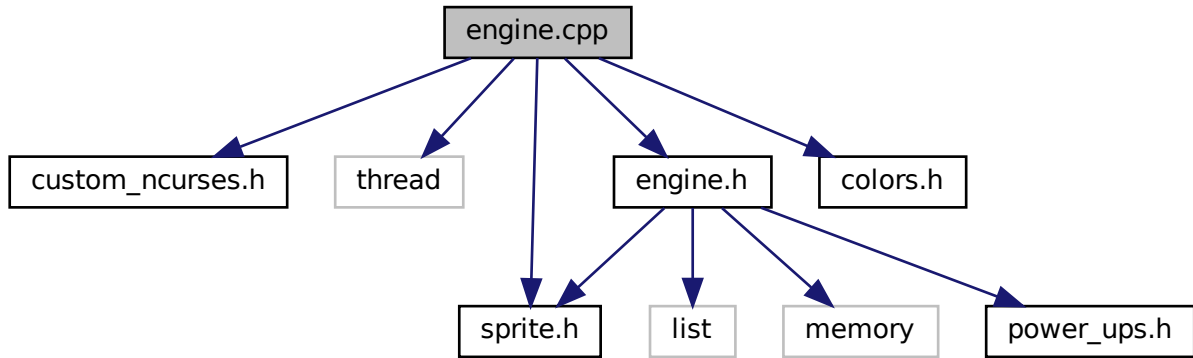 engine.cpp
custom_ncurses.h
thread
engine.h
colors.h
sprite.h
list
memory
power_ups.h